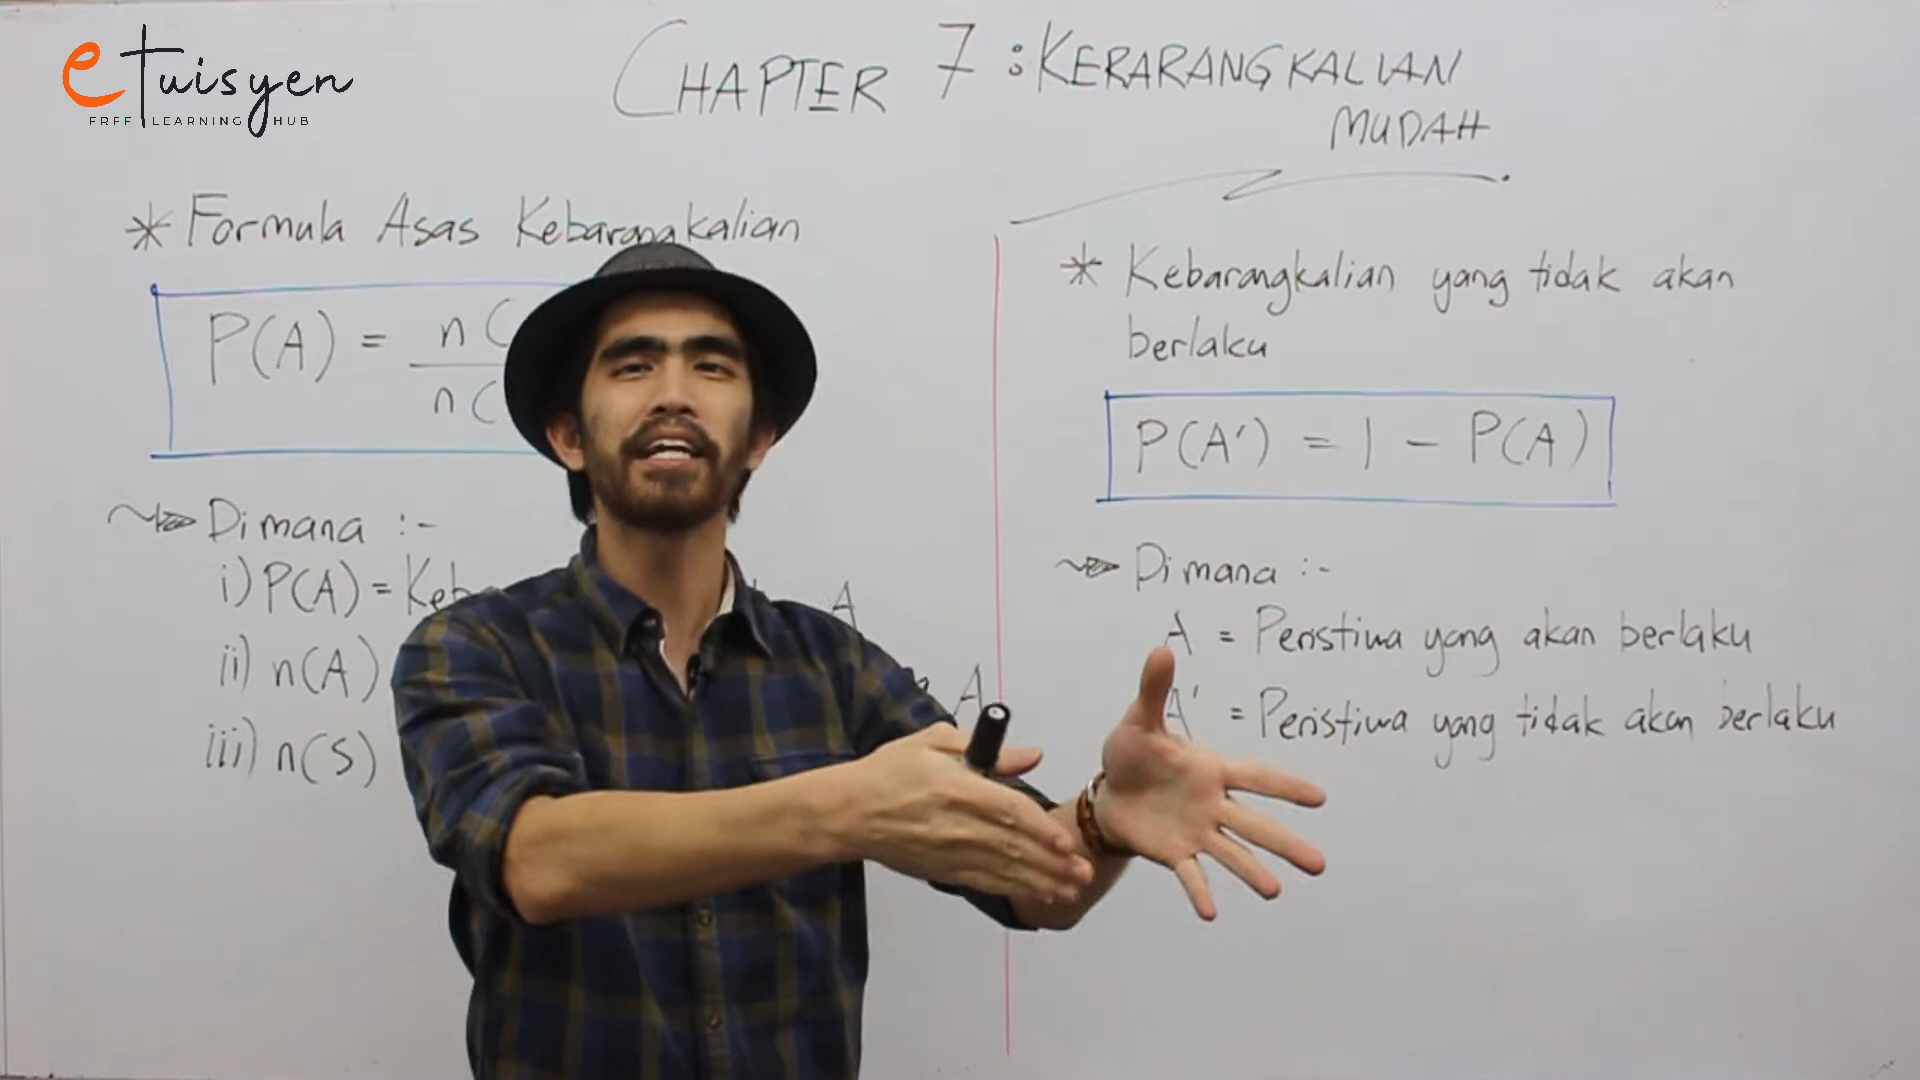 eTuisyen
FREE LEARNING HUB
CHAPTER 7 : KERARANGKALIAN
MUDAH
* Formula Asas Kebarangkalian
P(A) = n(
n(
Dimana :-
i) P(A) = Keb
A
ii) n(A)
A
iii) n(S)
* Kebarangkalian yang tidak akan
berlaku
P(A') = 1 - P(A)
Dimana :-
A = Peristiwa yang akan berlaku
A' = Peristiwa yang tidak akan berlaku